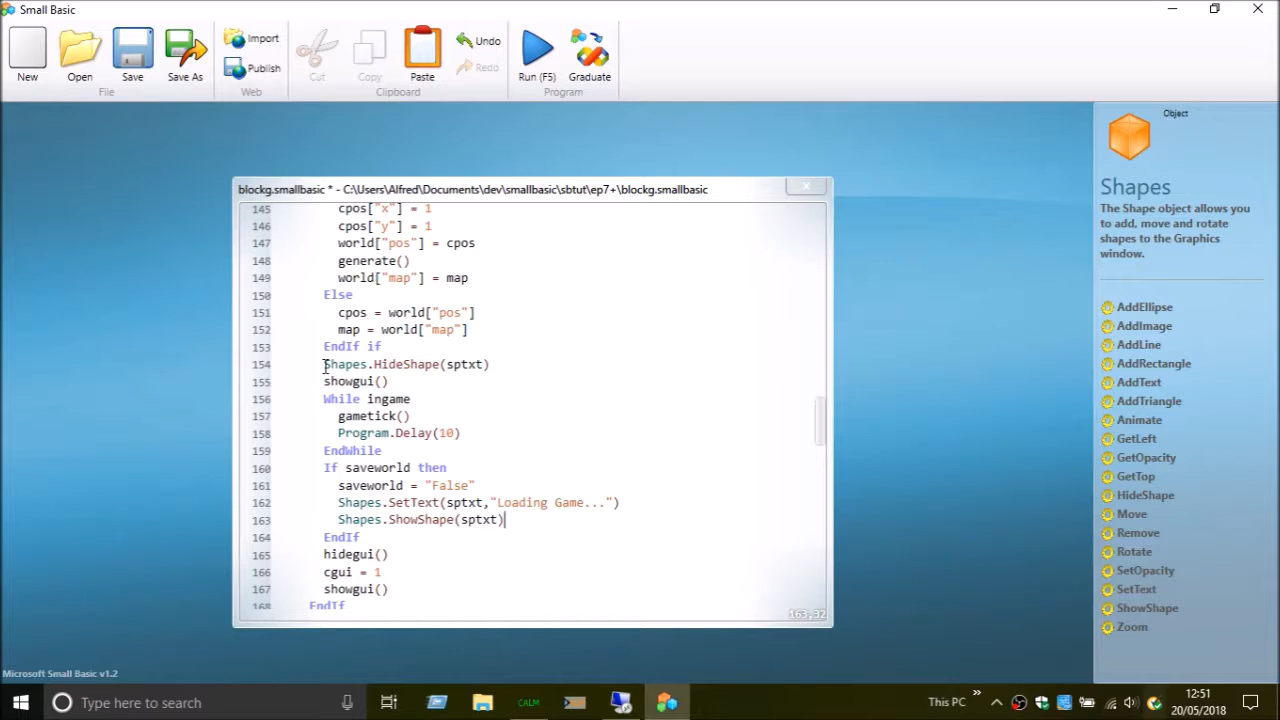 Small Basic
New
Open
Save
Save As
File
Import
Publish
Web
Cut
Copy
Paste
Undo
Redo
Clipboard
Run (F5)
Graduate
Program
blockg.smallbasic * - C:\Users\Alfred\Documents\dev\smallbasic\sbtut\ep7+\blockg.smallbasic
145 cpos["x"] = 1
146 cpos["y"] = 1
147 world["pos"] = cpos
148 generate()
149 world["map"] = map
150 Else
151 cpos = world["pos"]
152 map = world["map"]
153 EndIf if
154 Shapes.HideShape(sptxt)
155 showgui()
156 While ingame
157 gametick()
158 Program.Delay(10)
159 EndWhile
160 If saveworld then
161 saveworld = "False"
162 Shapes.SetText(sptxt,"Loading Game...")
163 Shapes.ShowShape(sptxt)
164 EndIf
165 hidegui()
166 cgui = 1
167 showgui()
168 EndIf
163,32
Object
Shapes
The Shape object allows you
to add, move and rotate
shapes to the Graphics
window.
AddEllipse
AddImage
AddLine
AddRectangle
AddText
AddTriangle
Animate
GetLeft
GetOpacity
GetTop
HideShape
Move
Remove
Rotate
SetOpacity
SetText
ShowShape
Zoom
Microsoft Small Basic v1.2
Type here to search
CALM
This PC
12:51
20/05/2018